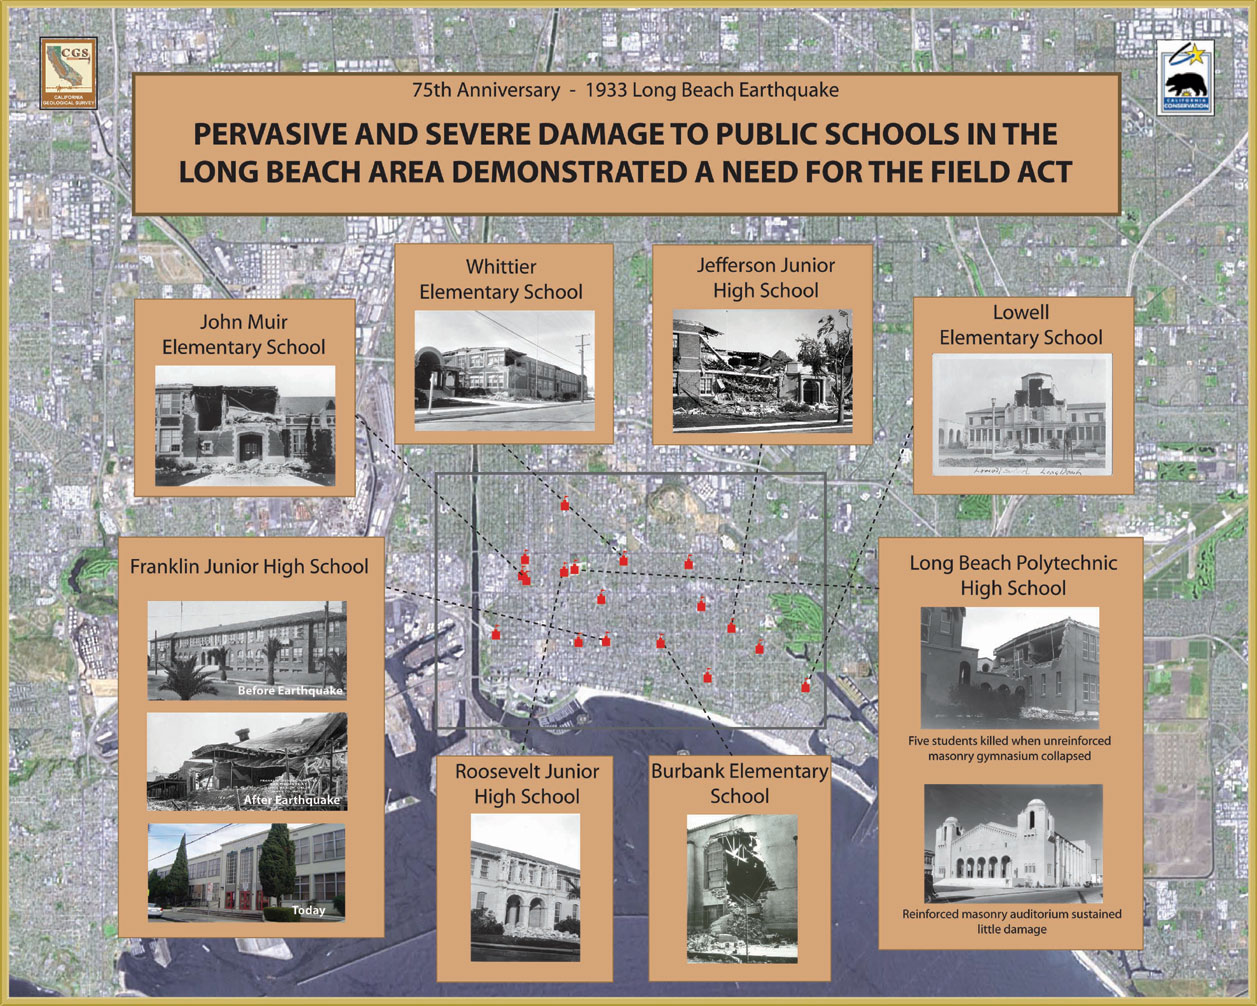 CGS
CALIFORNIA
GEOLOGICAL SURVEY
CALIFORNIA
CONSERVATION
75th Anniversary - 1933 Long Beach Earthquake
PERVASIVE AND SEVERE DAMAGE TO PUBLIC SCHOOLS IN THE
LONG BEACH AREA DEMONSTRATED A NEED FOR THE FIELD ACT
John Muir
Elementary School
Whittier
Elementary School
Jefferson Junior
High School
Lowell
Elementary School
Franklin Junior High School
Before Earthquake
After Earthquake
Today
Roosevelt Junior
High School
Burbank Elementary
School
Long Beach Polytechnic
High School
Five students killed when unreinforced
masonry gymnasium collapsed
Reinforced masonry auditorium sustained
little damage